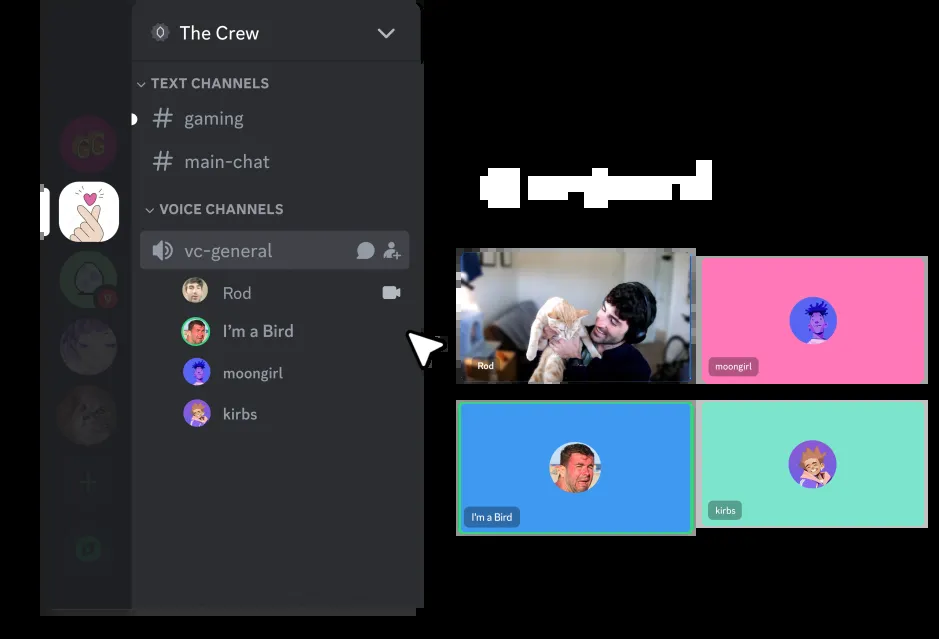 The Crew
TEXT CHANNELS
gaming
main-chat
VOICE CHANNELS
vc-general
Rod
I'm a Bird
moongirl
kirbs
Rod
moongirl
I'm a Bird
kirbs